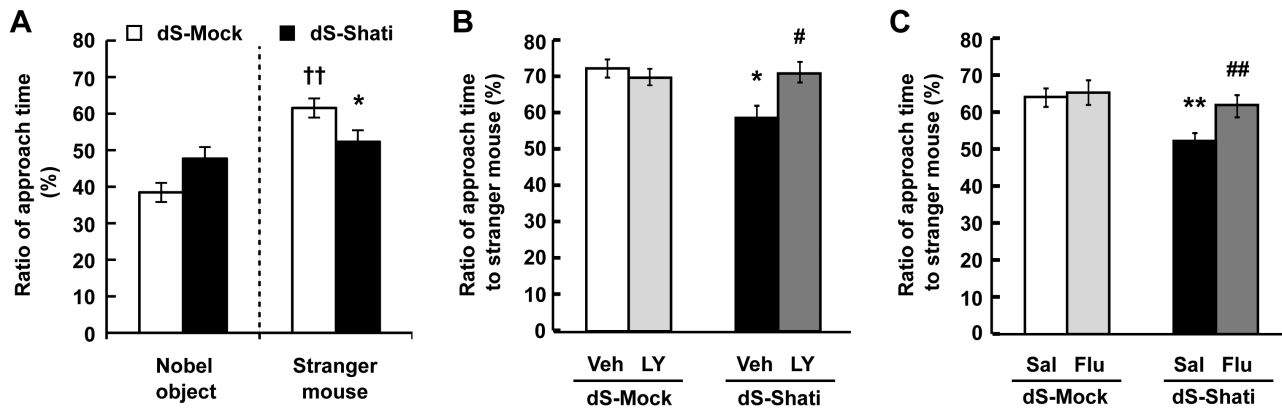 A
dS-Mock dS-Shati
Ratio of approach time
(%)
80
70
60
50
40
30
20
10
0
††
*
Nobel
object
Stranger
mouse
B
Ratio of approach time
to stranger mouse (%)
80
70
60
50
40
30
20
10
0
*
#
Veh LY Veh LY
dS-Mock dS-Shati
C
Ratio of approach time
to stranger mouse (%)
80
70
60
50
40
30
20
10
0
**
##
Sal Flu Sal Flu
dS-Mock dS-Shati